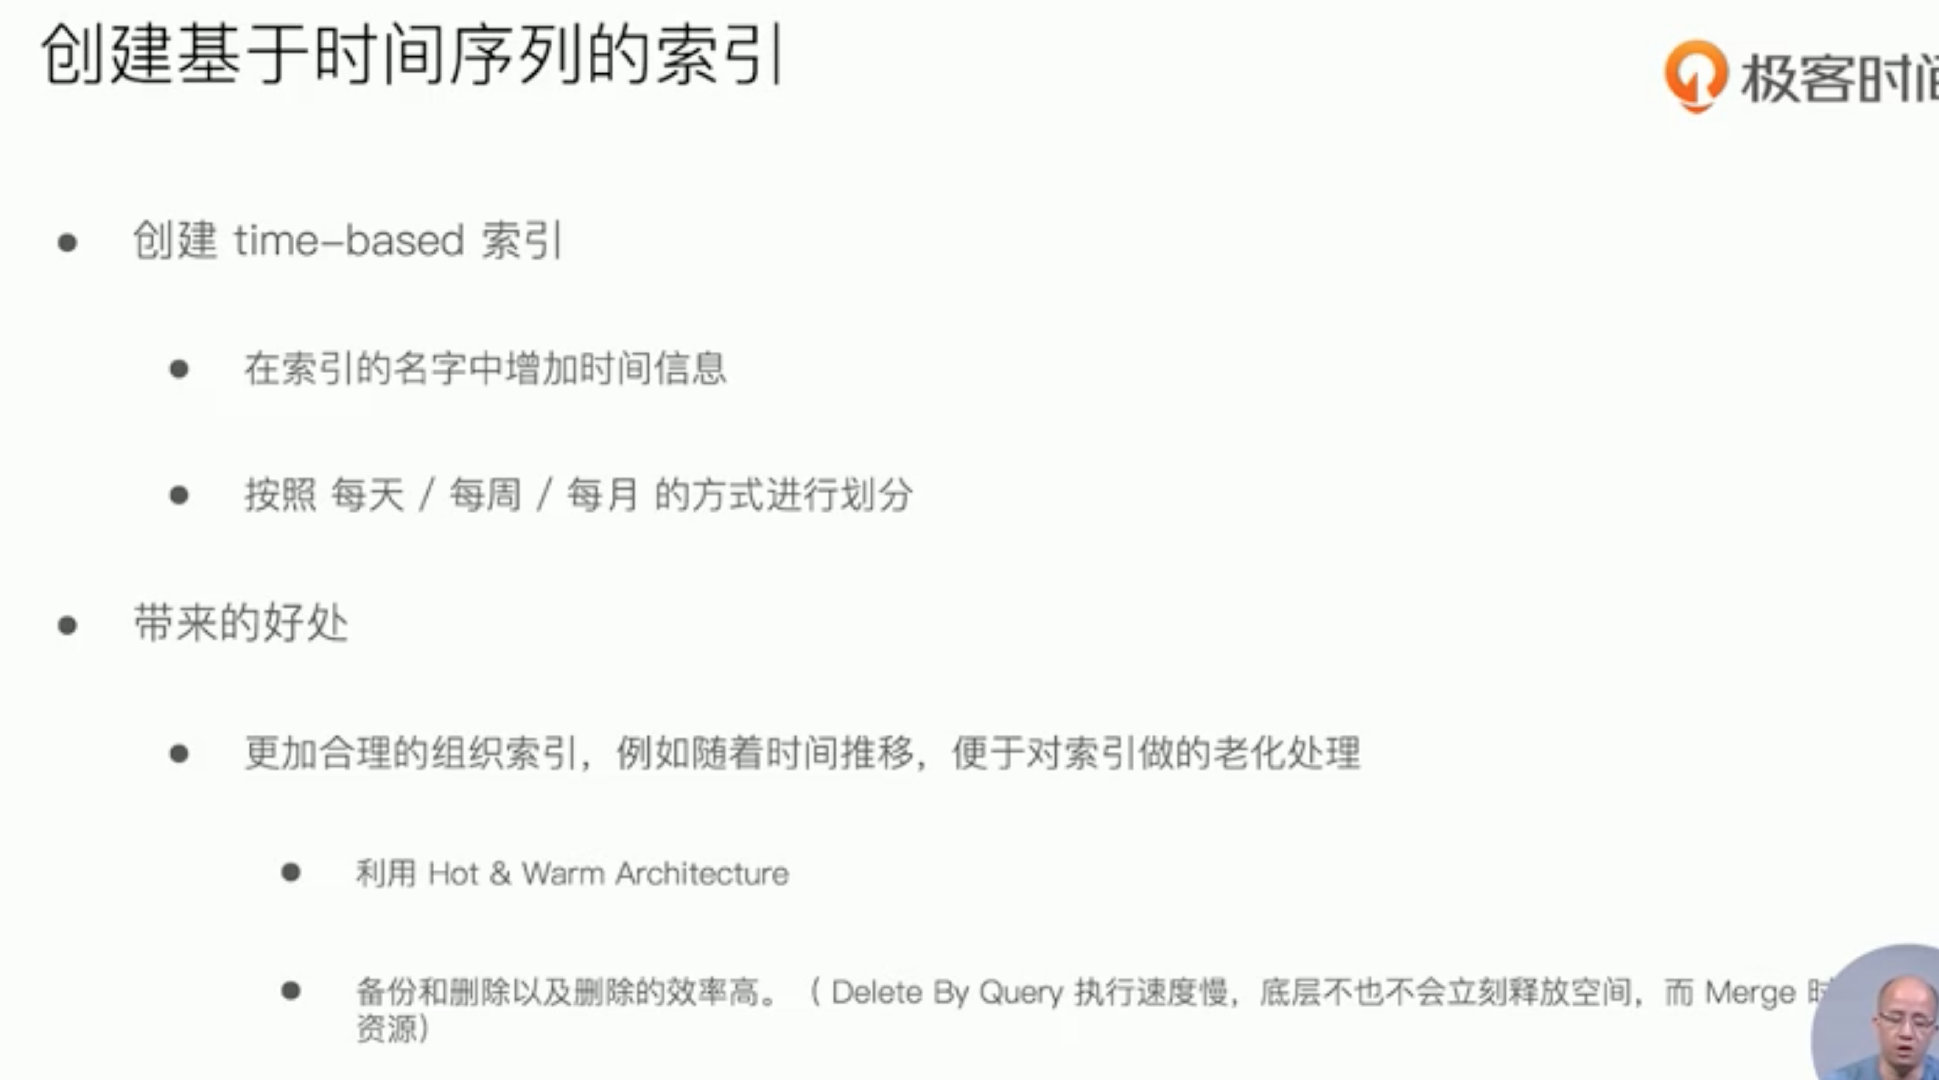 创建基于时间序列的索引
极客时间
创建 time-based 索引
在索引的名字中增加时间信息
按照 每天 / 每周 / 每月 的方式进行划分
带来的好处
更加合理的组织索引，例如随着时间推移，便于对索引做的老化处理
利用 Hot & Warm Architecture
备份和删除以及删除的效率高。（ Delete By Query 执行速度慢，底层不也不会立刻释放空间，而 Merge 时
资源）